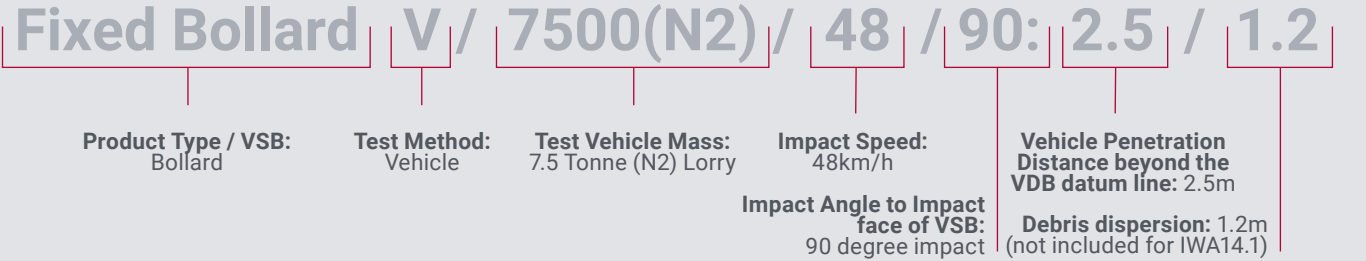 Fixed Bollard V / 7500(N2) / 48 / 90: 2.5 / 1.2
Product Type / VSB:
Bollard
Test Method:
Vehicle
Test Vehicle Mass:
7.5 Tonne (N2) Lorry
Impact Speed:
48km/h
Impact Angle to Impact
face of VSB:
90 degree impact
Vehicle Penetration
Distance beyond the
VDB datum line: 2.5m
Debris dispersion: 1.2m
(not included for IWA14.1)